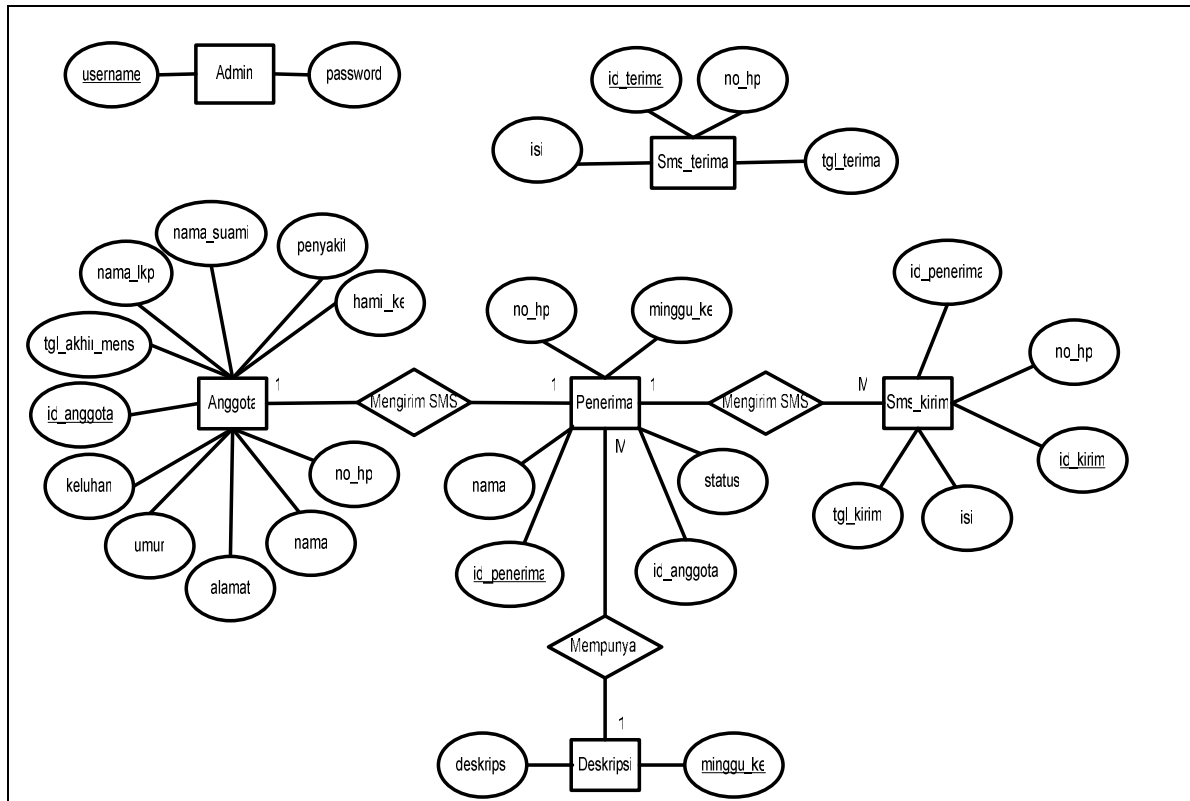 username
Admin
password
id_terima
no_hp
isi
Sms_terima
tgl_terima
nama_suami
penyakit
nama_lkp
hami_ke
tgl_akhir_mens
id_anggota
Anggota
1
Mengirim SMS
keluhan
umur
alamat
nama
no_hp
no_hp
minggu_ke
1
Penerima
1
M
Mengirim SMS
M
nama
status
id_penerima
id_anggota
id_penerima
no_hp
Sms_kirim
id_kirim
tgl_kirim
isi
Mempunya
1
deskrips
Deskripsi
minggu_ke